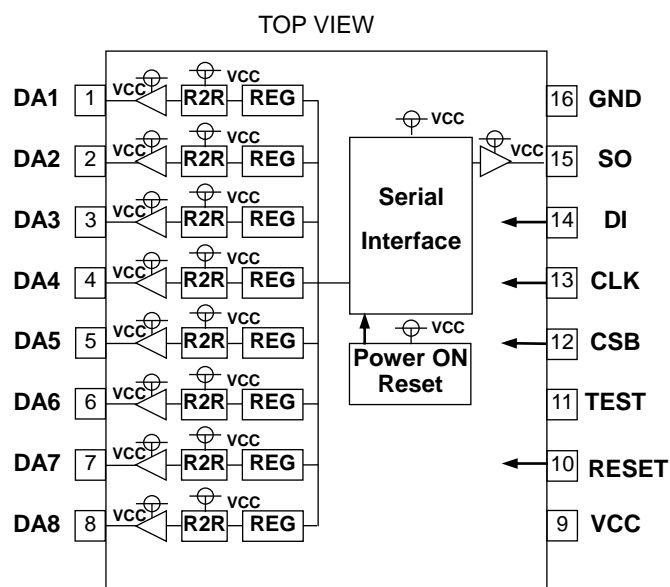 TOP VIEW
DA1 1 VCC R2R VCC REG 16 GND
DA2 2 VCC R2R VCC REG VCC VCC 15 SO
DA3 3 VCC R2R VCC REG Serial 14 DI
DA4 4 VCC R2R VCC REG Interface 13 CLK
DA5 5 VCC R2R VCC REG VCC 12 CSB
Power ON
Reset
DA6 6 VCC R2R VCC REG 11 TEST
DA7 7 VCC R2R VCC REG 10 RESET
DA8 8 VCC R2R VCC REG 9 VCC